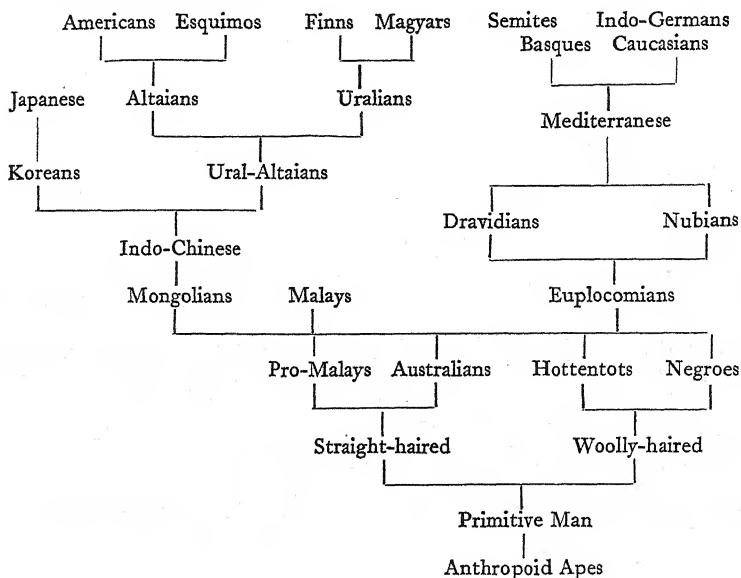 Americans Esquimos Finns Magyars Semites Indo-Germans
Basques Caucasians
Japanese Altaians Uralians
Mediterranese
Koreans Ural-Altaians
Dravidians Nubians
Indo-Chinese
Mongolians Malays Euplocomians
Pro-Malays Australians Hottentots Negroes
Straight-haired Woolly-haired
Primitive Man
Anthropoid Apes